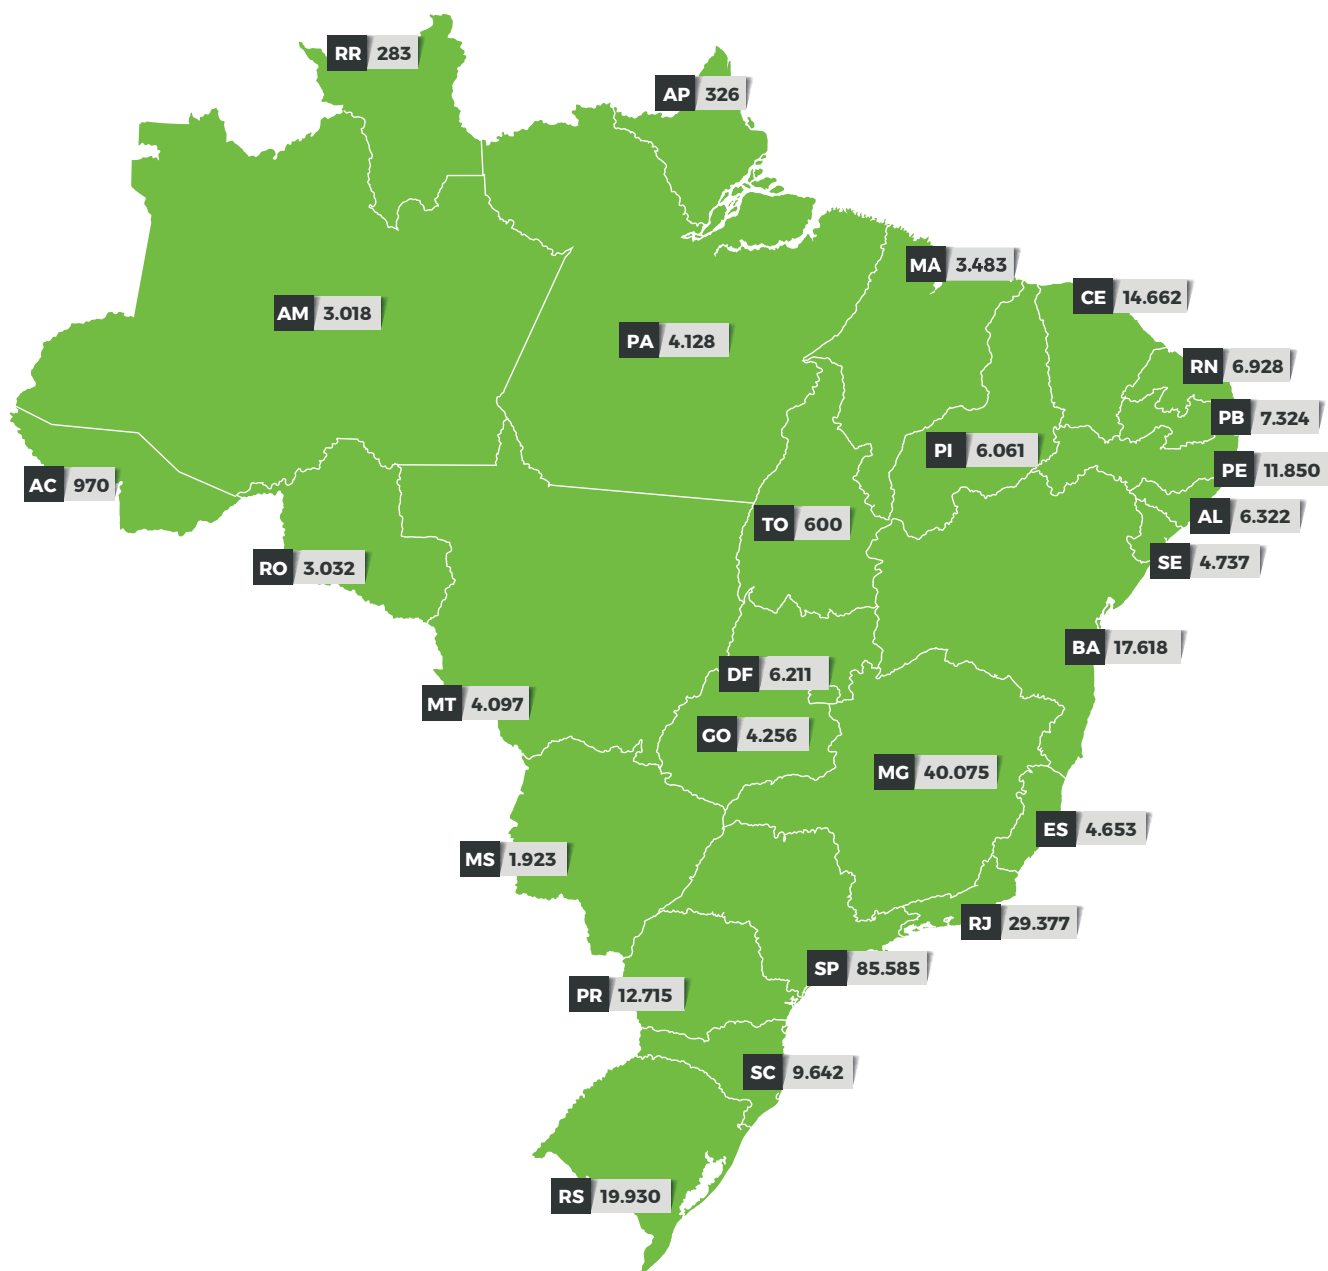 RR 283
AP 326
MA 3.483
CE 14.662
AM 3.018
PA 4.128
RN 6.928
PB 7.324
PI 6.061
PE 11.850
AC 970
AL 6.322
TO 600
SE 4.737
RO 3.032
BA 17.618
DF 6.211
MT 4.097
GO 4.256
MG 40.075
ES 4.653
MS 1.923
RJ 29.377
SP 85.585
PR 12.715
SC 9.642
RS 19.930